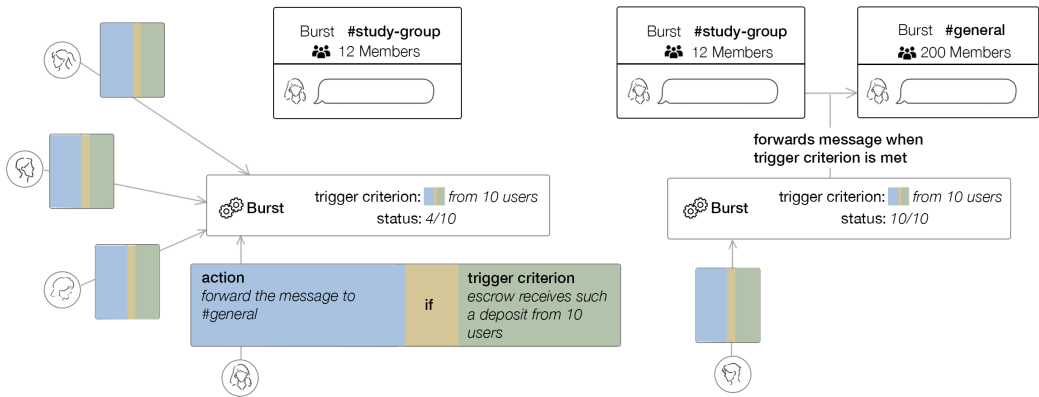 Burst #study-group
12 Members
trigger criterion: from 10 users
Burst
status: 4/10
action
forward the message to
#general
if
trigger criterion
escrow receives such
a deposit from 10
users
Burst #study-group
12 Members
Burst #general
200 Members
forwards message when
trigger criterion is met
trigger criterion: from 10 users
Burst
status: 10/10